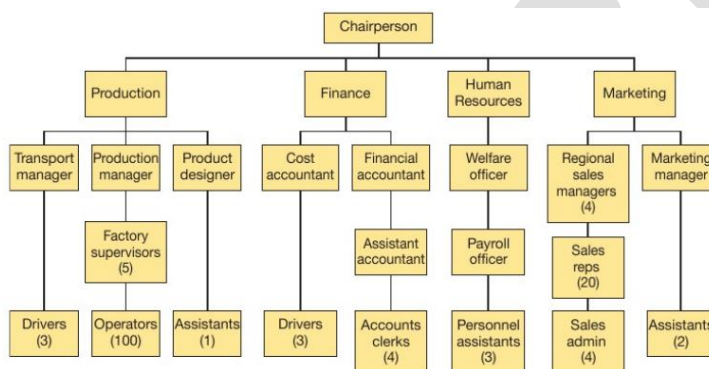 Chairperson
Production
Finance
Human
Resources
Marketing
Transport
manager
Production
manager
Product
designer
Cost
accountant
Financial
accountant
Welfare
officer
Regional
sales
managers
(4)
Marketing
manager
Factory
supervisors
(5)
Assistant
accountant
Payroll
officer
Sales
reps
(20)
Drivers
(3)
Operators
(100)
Assistants
(1)
Drivers
(3)
Accounts
clerks
(4)
Personnel
assistants
(3)
Sales
admin
(4)
Assistants
(2)